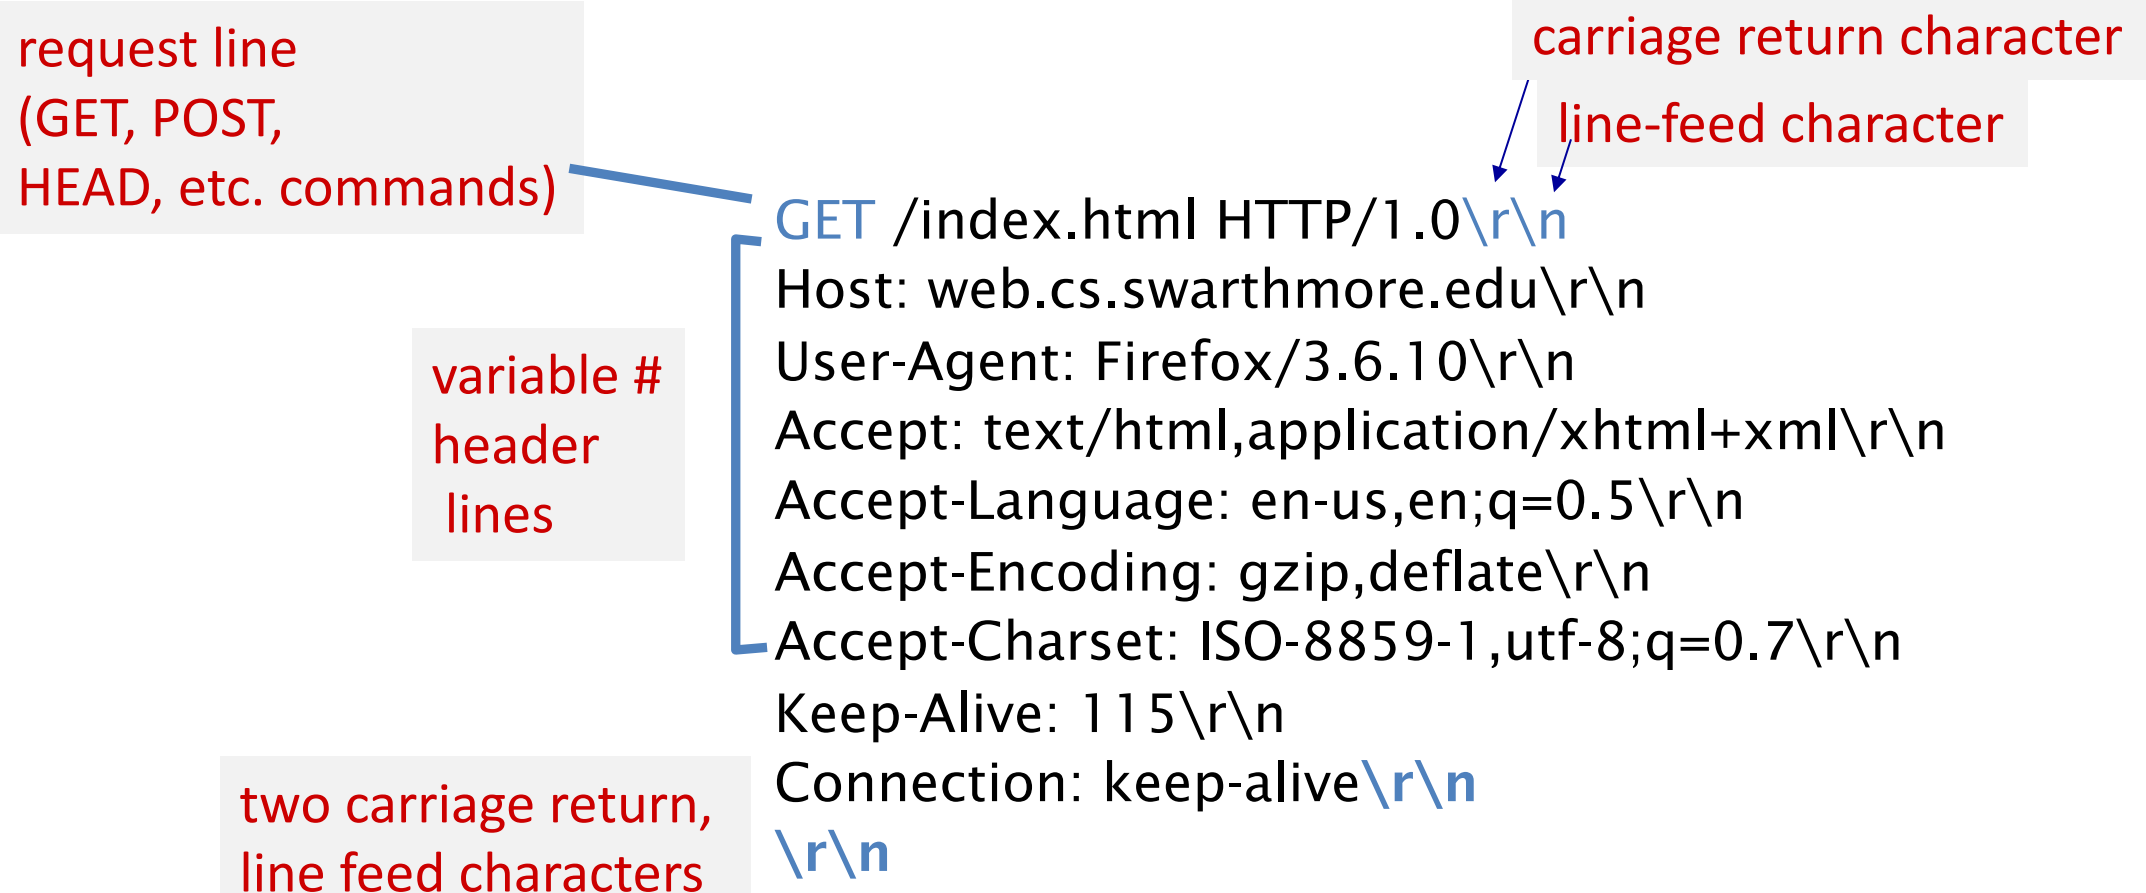 request line
(GET, POST,
HEAD, etc. commands)
carriage return character
line-feed character
GET /index.html HTTP/1.0\r\n
Host: web.cs.swarthmore.edu\r\n
User-Agent: Firefox/3.6.10\r\n
Accept: text/html,application/xhtml+xml\r\n
Accept-Language: en-us,en;q=0.5\r\n
Accept-Encoding: gzip,deflate\r\n
Accept-Charset: ISO-8859-1,utf-8;q=0.7\r\n
Keep-Alive: 115\r\n
Connection: keep-alive\r\n
\r\n
variable #
header
lines
two carriage return,
line feed characters